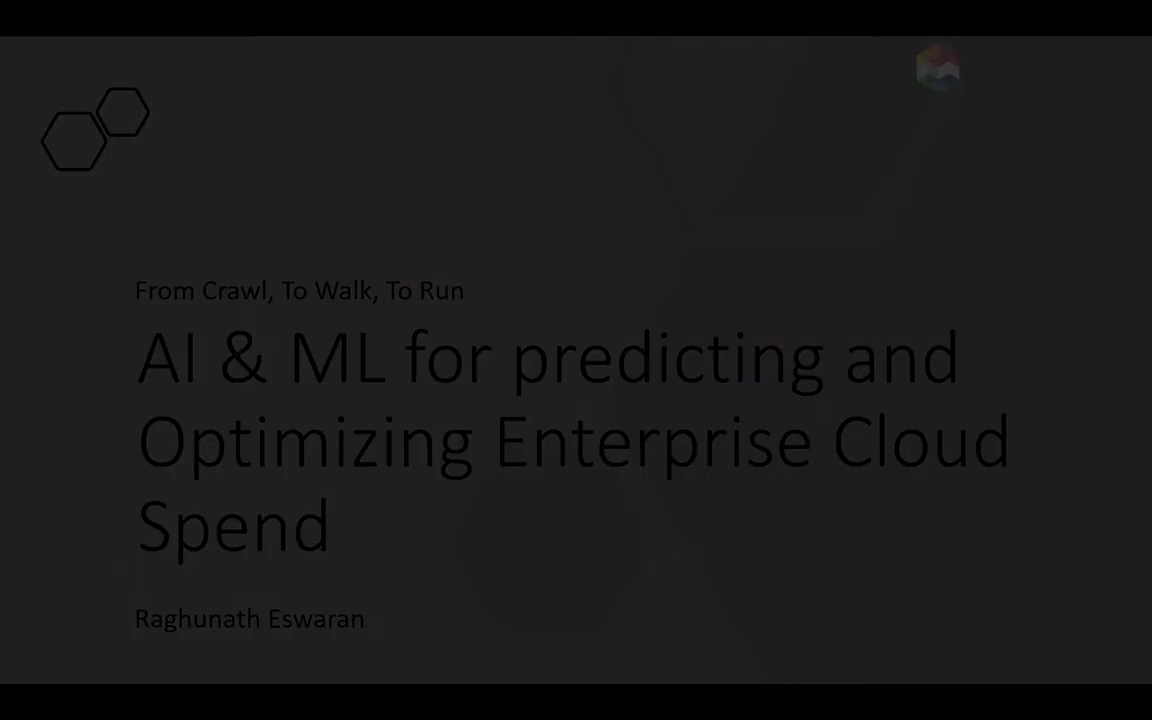 From Crawl, To Walk, To Run
AI & ML for predicting and
Optimizing Enterprise Cloud
Spend
Raghunath Eswaran